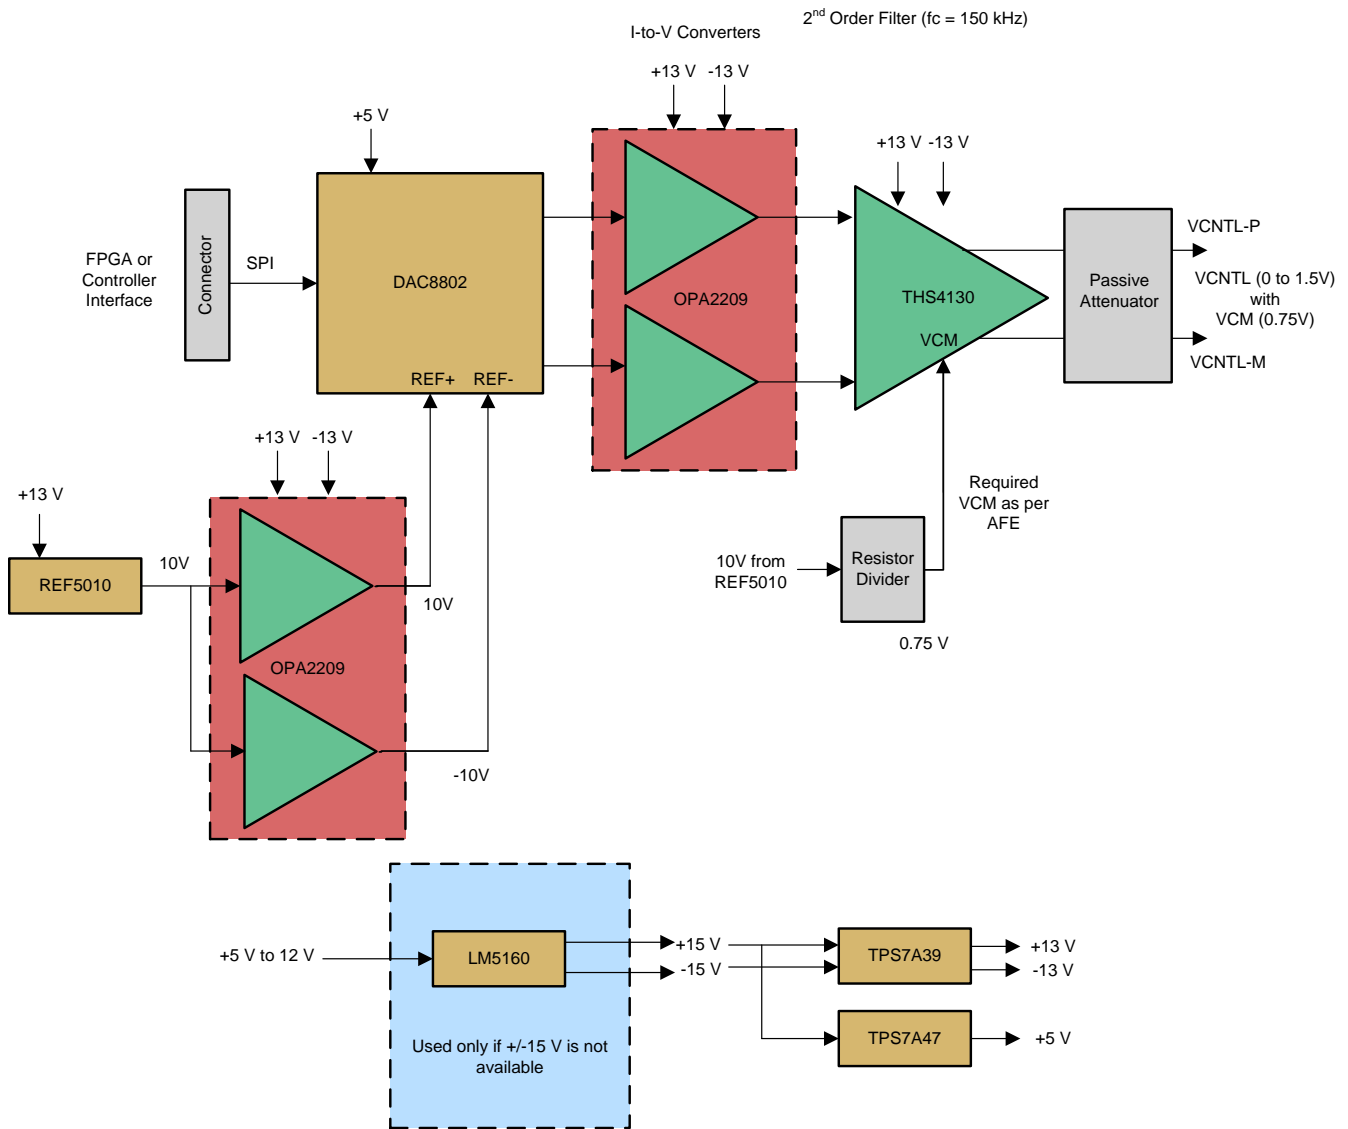 2nd Order Filter (fc = 150 kHz)
I-to-V Converters
+13 V -13 V
+5 V
+13 V -13 V
FPGA or
Controller
Interface
Connector
SPI
DAC8802
REF+ REF-
OPA2209
THS4130
VCM
Passive
Attenuator
VCNTL-P
VCNTL (0 to 1.5V)
with
VCM (0.75V)
VCNTL-M
+13 V -13 V
+13 V
REF5010
10V
OPA2209
10V
-10V
Required
VCM as per
AFE
10V from
REF5010
Resistor
Divider
0.75 V
+5 V to 12 V
LM5160
Used only if +/-15 V is not
available
+15 V
-15 V
TPS7A39
+13 V
-13 V
TPS7A47
+5 V